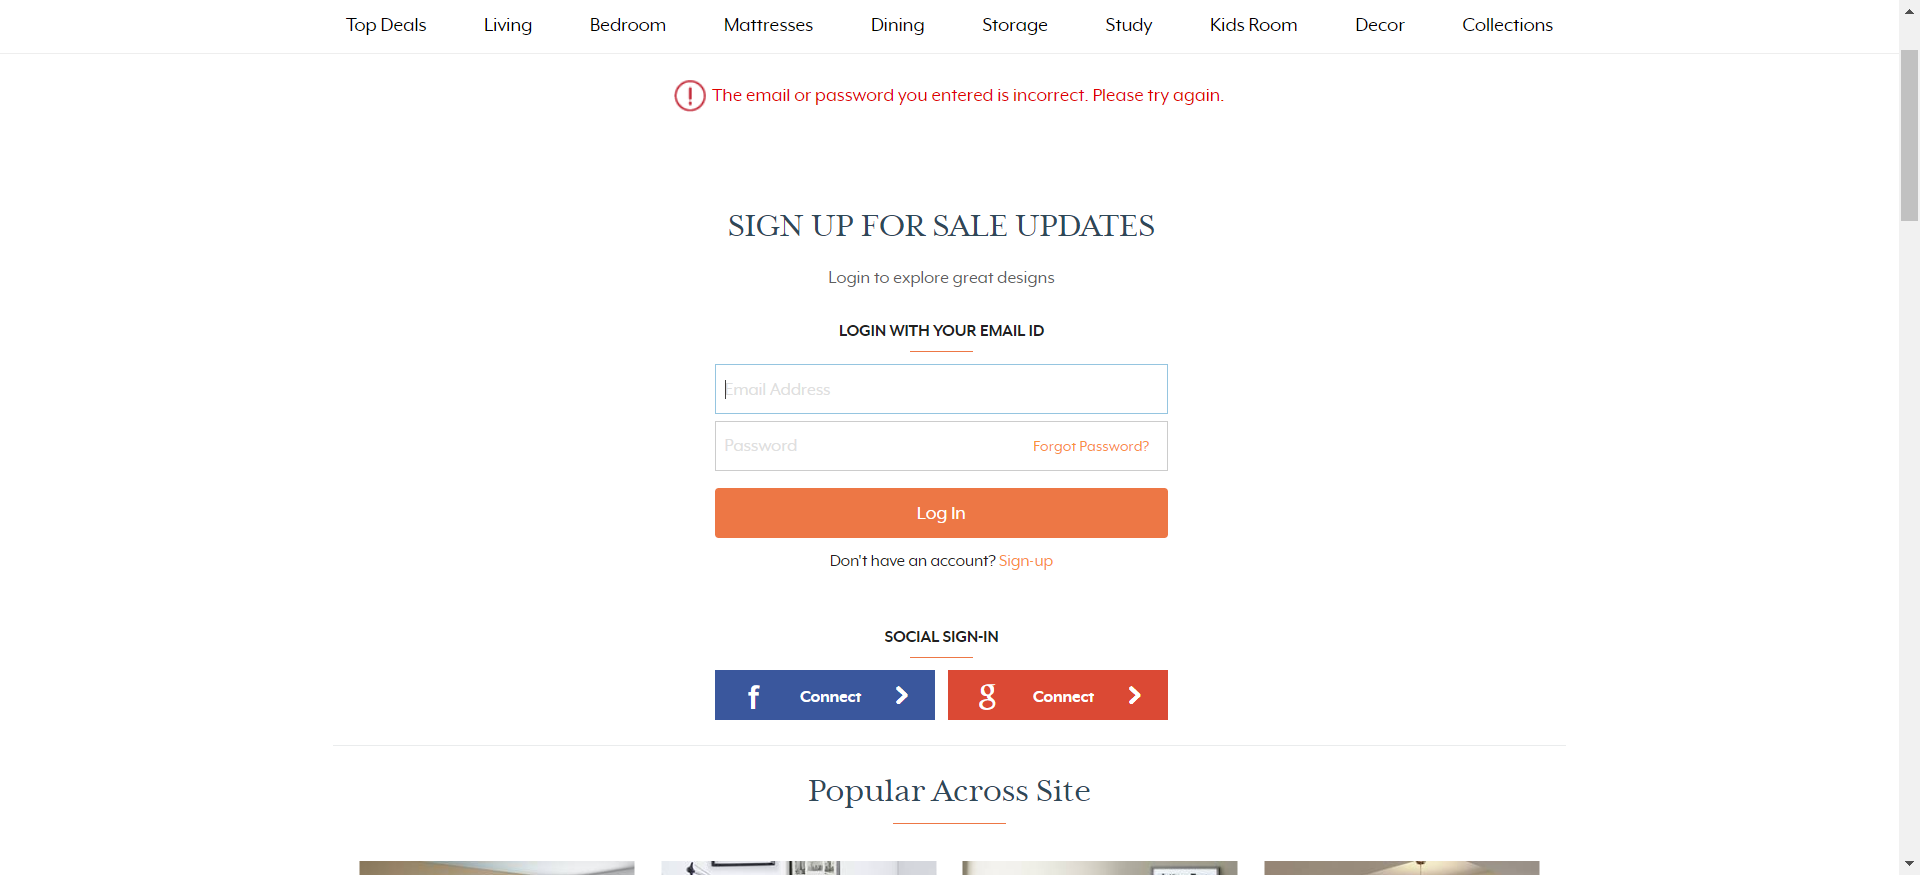 Top Deals Living Bedroom Mattresses Dining Storage Study Kids Room Decor Collections
The email or password you entered is incorrect. Please try again.
SIGN UP FOR SALE UPDATES
Login to explore great designs
LOGIN WITH YOUR EMAIL ID
Email Address
Password Forgot Password?
Log In
Don't have an account? Sign-up
SOCIAL SIGN-IN
f Connect g Connect
Popular Across Site